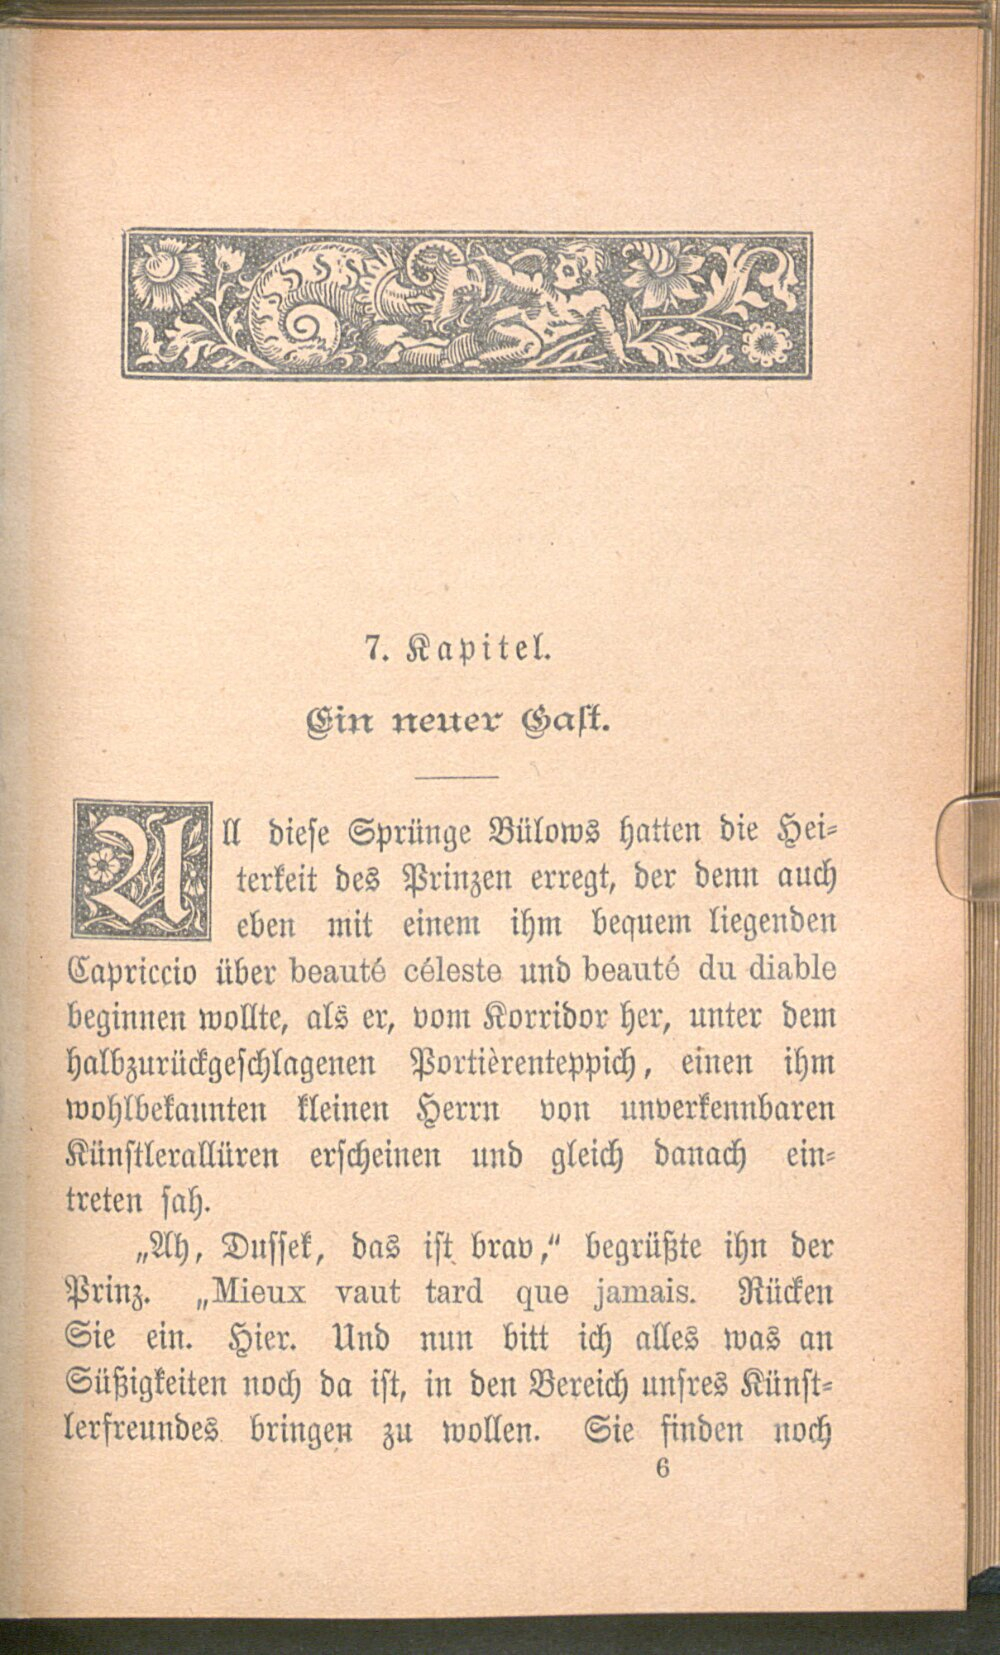 7. Kapitel.
Ein neuer Gast.
All dieſe Sprünge Bülows hatten die Hei⸗
terkeit des Prinzen erregt, der denn auch
eben mit einem ihm bequem liegenden
Capriccio über beauté céleste und beauté du diable
beginnen wollte, als er, vom Korridor her, unter dem
halbzurückgeſchlagenen Portièrenteppich, einen ihm
wohlbekannten kleinen Herrn von unverkennbaren
Künſtlerallüren erſcheinen und gleich danach ein⸗
treten ſah.
„Ah, Duſſek, das iſt brav,“ begrüßte ihn der
Prinz. „Mieux vaut tard que jamais. Rücken
Sie ein. Hier. Und nun bitt ich alles was an
Süßigkeiten noch da iſt, in den Bereich unſres Künſt⸗
lerfreundes bringen zu wollen. Sie finden noch
6